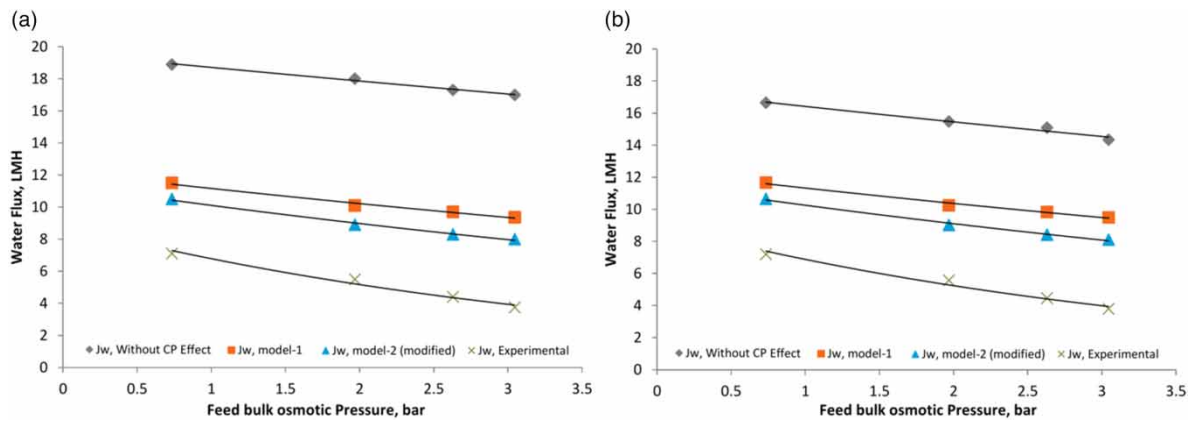 (a)
20
18
16
14
12
10
8
6
4
2
0
Water Flux, LMH
Jw, Without CP Effect Jw, model-1 Jw, model-2 (modified) Jw, Experimental
0 0.5 1 1.5 2 2.5 3 3.5
Feed bulk osmotic Pressure, bar
(b)
20
18
16
14
12
10
8
6
4
2
0
Water Flux, LMH
Jw, Without CP Effect Jw, model-1 Jw, model-2 (modified) Jw, Experimental
0 0.5 1 1.5 2 2.5 3 3.5
Feed bulk osmotic Pressure, bar